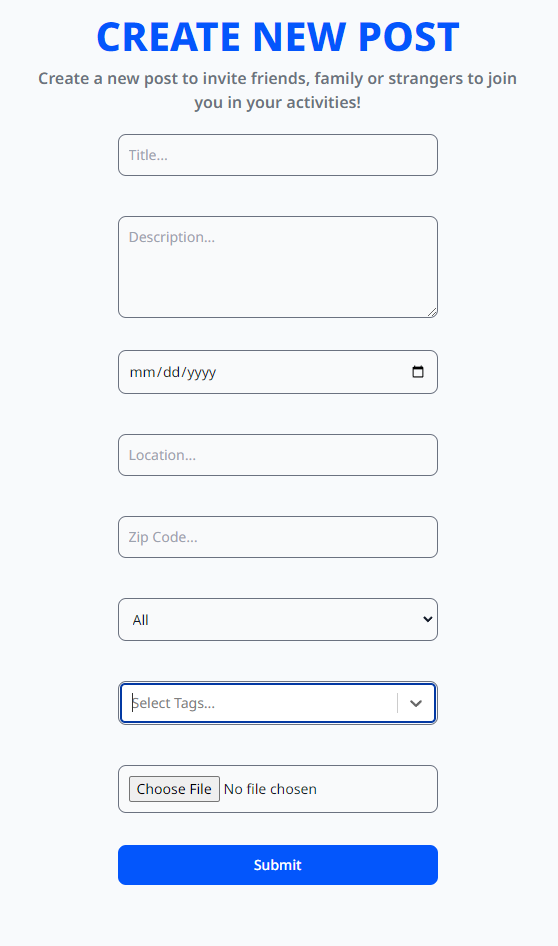 CREATE NEW POST
Create a new post to invite friends, family or strangers to join
you in your activities!
Title...
Description...
mm/dd/yyyy
Location...
Zip Code...
All
Select Tags...
Choose File No file chosen
Submit